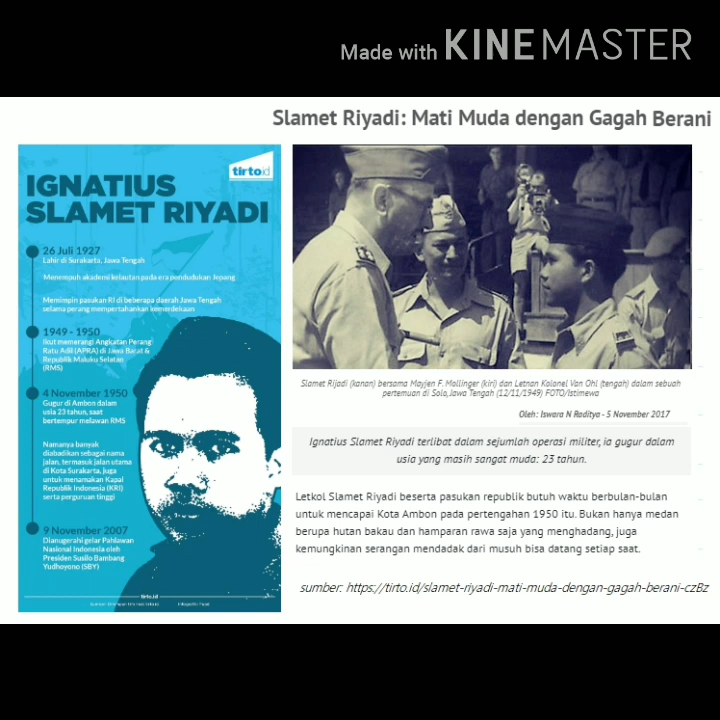 Made with KINEMASTER
Slamet Riyadi: Mati Muda dengan Gagah Berani
tirto.id
IGNATIUS
SLAMET RIYADI
26 Juli 1927
Lahir di Surakarta, Jawa Tengah
Menempuh akademi kelautan pada era pendudukan Jepang
Memimpin pasukan RI di beberapa daerah Jawa Tengah
selama perang mempertahankan kemerdekaan
1949 - 1950
Ikut memerangi Angkatan Perang
Ratu Adil (APRA) di Jawa Barat &
Republik Maluku Selatan
(RMS)
4 November 1950
Gugur di Ambon dalam
usia 23 tahun, saat
bertempur melawan RMS
Namanya banyak
diabadikan sebagai nama
jalan, termasuk jalan utama
di Kota Surakarta, juga
untuk menamakan Kapal
Republik Indonesia (KRI)
serta perguruan tinggi
9 November 2007
Dianugerahi gelar Pahlawan
Nasional Indonesia oleh
Presiden Susilo Bambang
Yudhoyono (SBY)
tirto.id
Slamet Rijadi (kanan) bersama Mayjen F. Mollinger (kiri) dan Letnan Kolonel Van Ohl (tengah) dalam sebuah
pertemuan di Solo, Jawa Tengah (12/11/1949) FOTO/Istimewa
Oleh: Iswara N Raditya - 5 November 2017
Ignatius Slamet Riyadi terlibat dalam sejumlah operasi militer, ia gugur dalam
usia yang masih sangat muda: 23 tahun.
Letkol Slamet Riyadi beserta pasukan republik butuh waktu berbulan-bulan
untuk mencapai Kota Ambon pada pertengahan 1950 itu. Bukan hanya medan
berupa hutan bakau dan hamparan rawa saja yang menghadang, juga
kemungkinan serangan mendadak dari musuh bisa datang setiap saat.
sumber: https://tirto.id/slamet-riyadi-mati-muda-dengan-gagah-berani-czBz